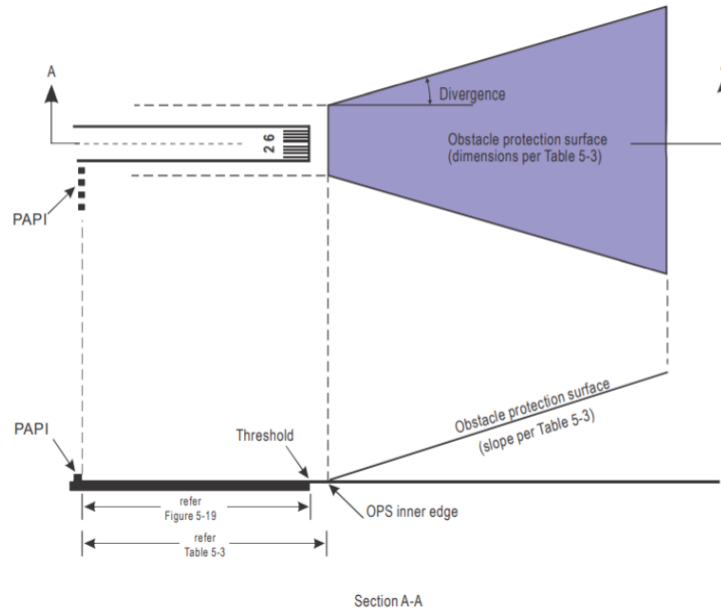 A
Divergence
26
Obstacle protection surface
(dimensions per Table 5-3)
PAPI
Obstacle protection surface
(slope per Table 5-3)
PAPI
Threshold
refer
Figure 5-19
OPS inner edge
refer
Table 5-3
Section A-A